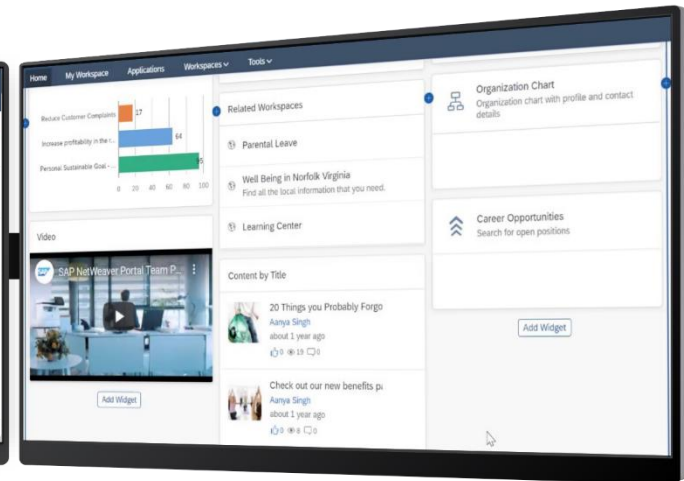 Home
My Workspace
Applications
Workspaces
Tools
Reduce Customer Complaints
17
Increase profitability in the r...
64
Personal Sustainable Goal -...
95
0 20 40 60 80 100
Video
SAP
SAP NetWeaver Portal Team P...
Add Widget
Related Workspaces
Parental Leave
Well Being in Norfolk Virginia
Find all the local information that you need.
Learning Center
Content by Title
20 Things you Probably Forgo
Aanya Singh
about 1 year ago
0 19 0
Check out our new benefits pa
Aanya Singh
about 1 year ago
0 8 0
Organization Chart
Organization chart with profile and contact
details
Career Opportunities
Search for open positions
Add Widget